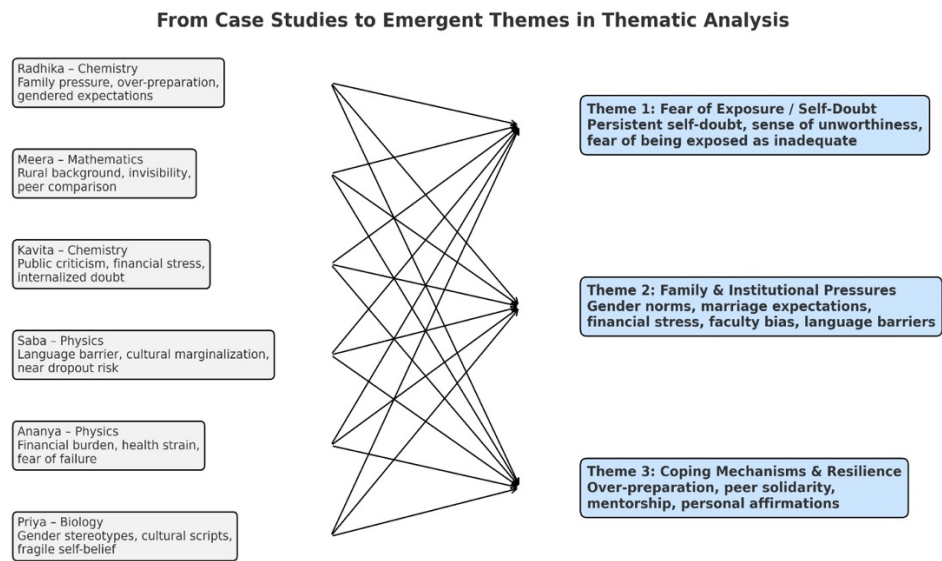 From Case Studies to Emergent Themes in Thematic Analysis
Radhika – Chemistry
Family pressure, over-preparation,
gendered expectations
Meera – Mathematics
Rural background, invisibility,
peer comparison
Kavita – Chemistry
Public criticism, financial stress,
internalized doubt
Saba – Physics
Language barrier, cultural marginalization,
near dropout risk
Ananya – Physics
Financial burden, health strain,
fear of failure
Priya – Biology
Gender stereotypes, cultural scripts,
fragile self-belief
Theme 1: Fear of Exposure / Self-Doubt
Persistent self-doubt, sense of unworthiness,
fear of being exposed as inadequate
Theme 2: Family & Institutional Pressures
Gender norms, marriage expectations,
financial stress, faculty bias, language barriers
Theme 3: Coping Mechanisms & Resilience
Over-preparation, peer solidarity,
mentorship, personal affirmations